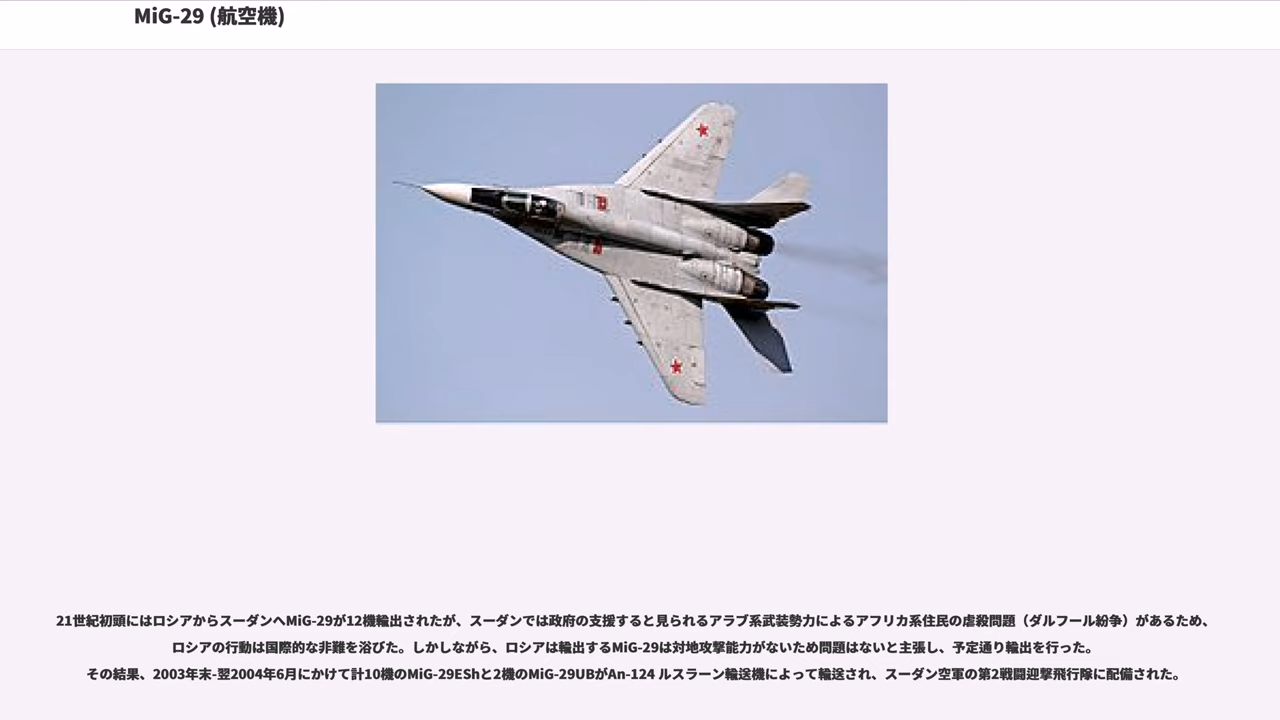 MiG-29 (航空機)
21世紀初頭にはロシアからスーダンへMiG-29が12機輸出されたが、スーダンでは政府の支援すると見られるアラブ系武装勢力によるアフリカ系住民の虐殺問題（ダルフール紛争）があるため、
ロシアの行動は国際的な非難を浴びた。しかしながら、ロシアは輸出するMiG-29は対地攻撃能力がないため問題はないと主張し、予定通り輸出を行った。
その結果、2003年末-翌2004年6月にかけて計10機のMiG-29EShと2機のMiG-29UBがAn-124 ルスラーン輸送機によって輸送され、スーダン空軍の第2戦闘迎撃飛行隊に配備された。